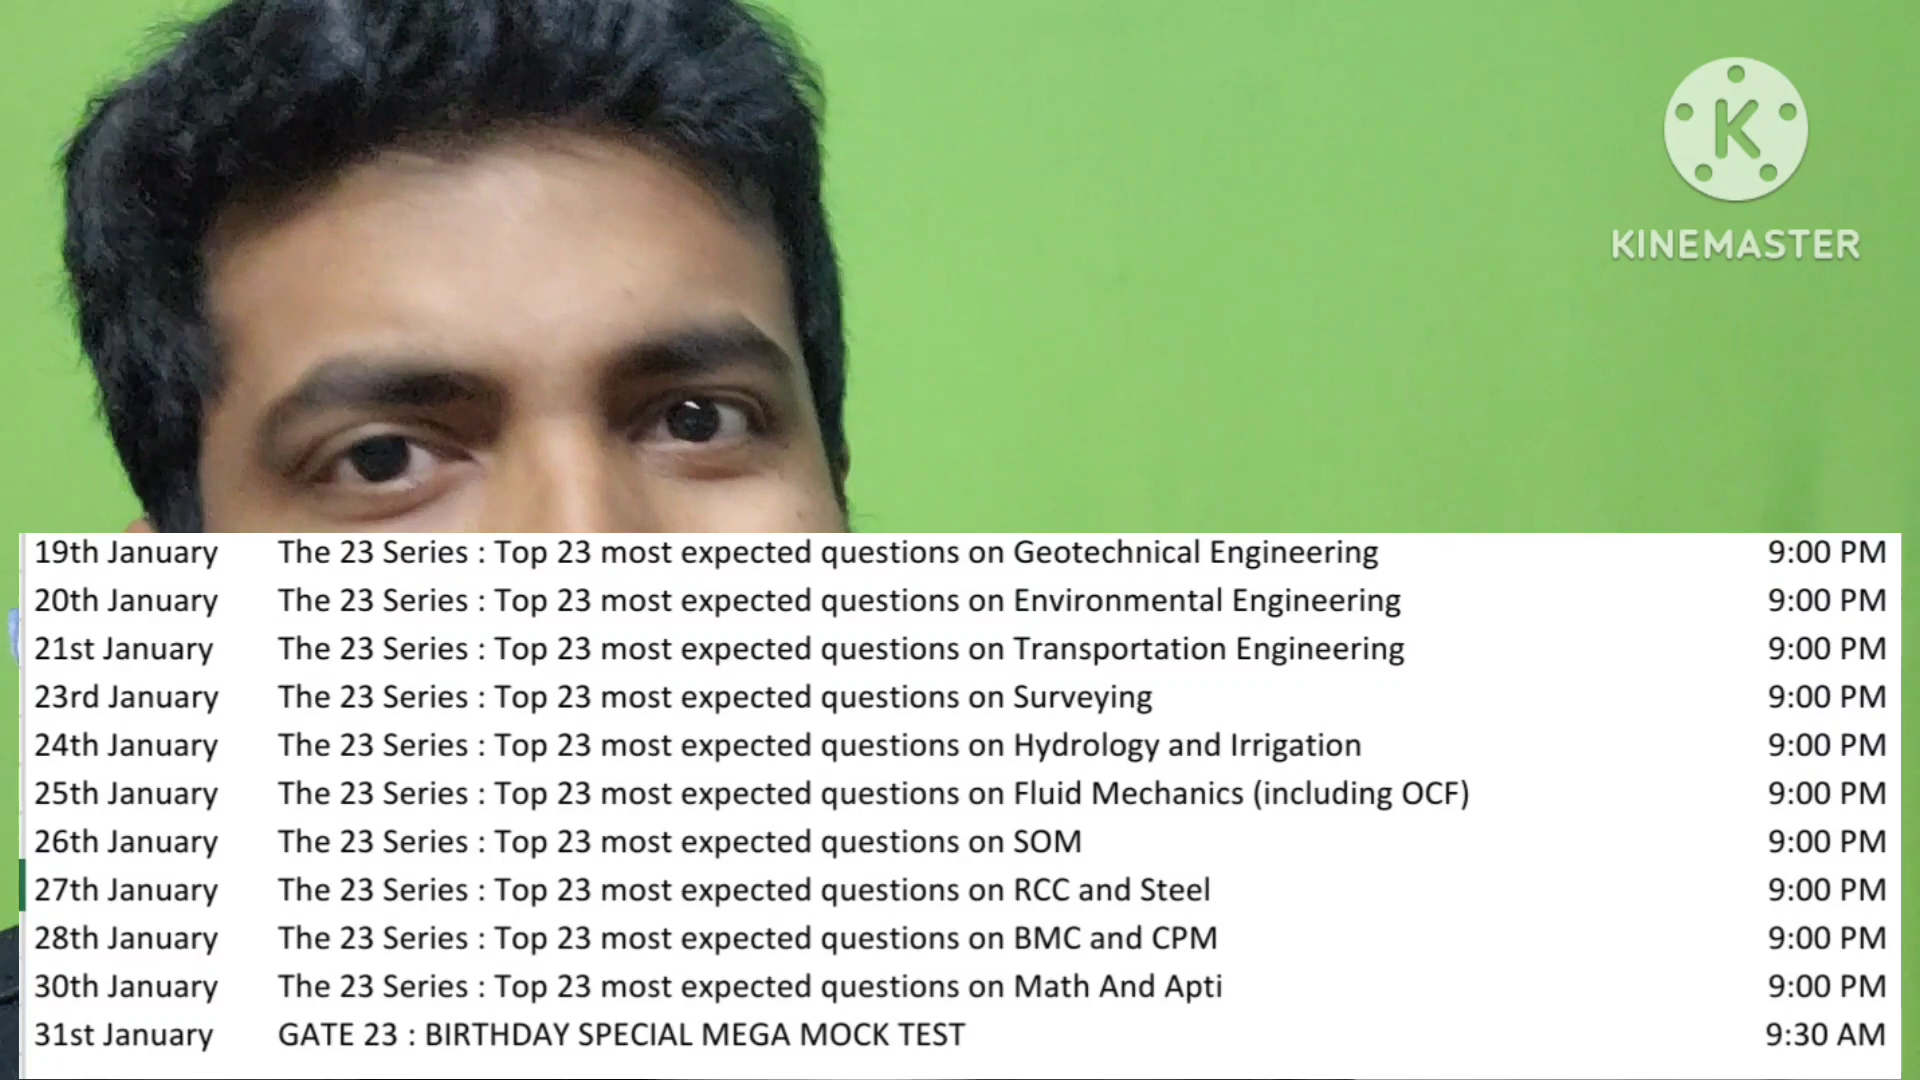 K
KINEMASTER
19th January The 23 Series : Top 23 most expected questions on Geotechnical Engineering 9:00 PM
20th January The 23 Series : Top 23 most expected questions on Environmental Engineering 9:00 PM
21st January The 23 Series : Top 23 most expected questions on Transportation Engineering 9:00 PM
23rd January The 23 Series : Top 23 most expected questions on Surveying 9:00 PM
24th January The 23 Series : Top 23 most expected questions on Hydrology and Irrigation 9:00 PM
25th January The 23 Series : Top 23 most expected questions on Fluid Mechanics (including OCF) 9:00 PM
26th January The 23 Series : Top 23 most expected questions on SOM 9:00 PM
27th January The 23 Series : Top 23 most expected questions on RCC and Steel 9:00 PM
28th January The 23 Series : Top 23 most expected questions on BMC and CPM 9:00 PM
30th January The 23 Series : Top 23 most expected questions on Math And Apti 9:00 PM
31st January GATE 23 : BIRTHDAY SPECIAL MEGA MOCK TEST 9:30 AM